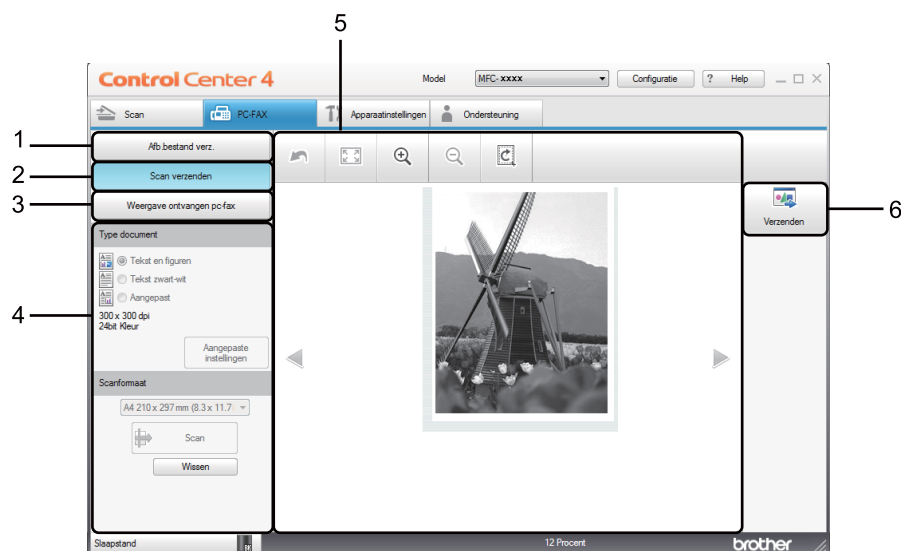 5
Control Center 4
Model
MFC-xxxx
Configuratie
? Help
Scan
PC-FAX
Apparaatinstellingen
Ondersteuning
1
Afb.bestand verz.
2
Scan verzenden
3
Weergave ontvangen pc-fax
Verzenden
6
4
Type document
Tekst en figuren
Tekst zwart-wit
Aangepast
300 x 300 dpi
24bit Kleur
Aangepaste
instellingen
Scanformaat
A4 210 x 297 mm (8.3 x 11.7
Scan
Wissen
Slaapstand
BK
12 Procent
brother